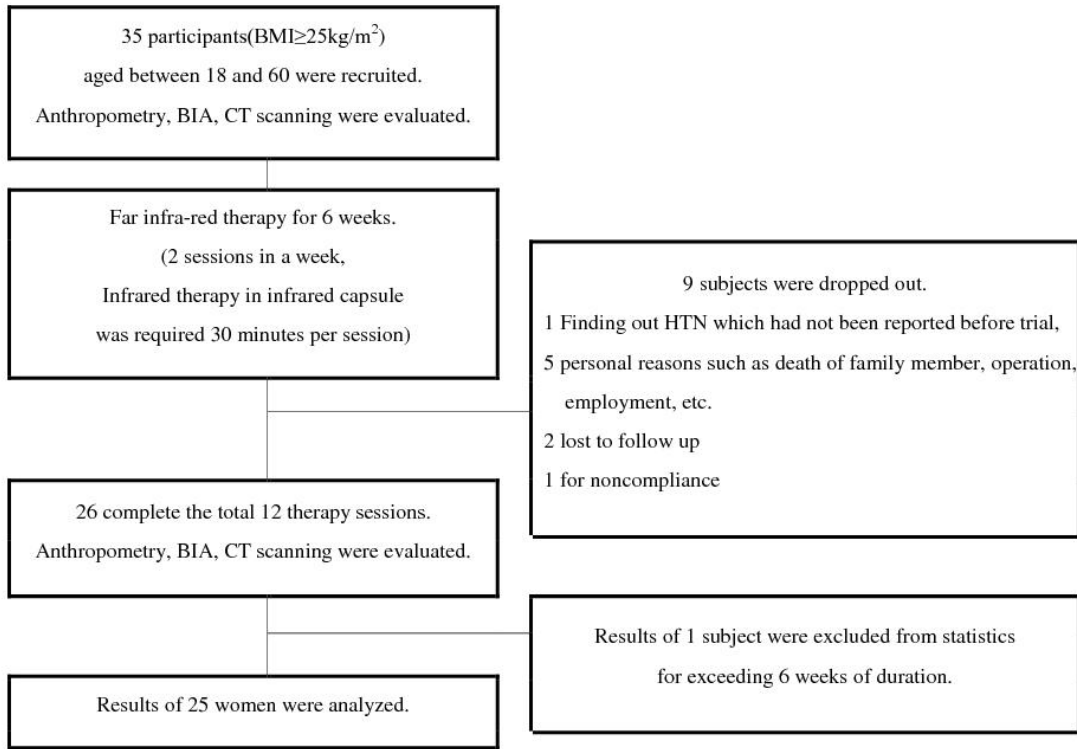 35 participants(BMI≥25kg/m²)
aged between 18 and 60 were recruited.
Anthropometry, BIA, CT scanning were evaluated.
Far infra-red therapy for 6 weeks.
(2 sessions in a week,
Infrared therapy in infrared capsule
was required 30 minutes per session)
9 subjects were dropped out.
1 Finding out HTN which had not been reported before trial,
5 personal reasons such as death of family member, operation,
employment, etc.
2 lost to follow up
1 for noncompliance
26 complete the total 12 therapy sessions.
Anthropometry, BIA, CT scanning were evaluated.
Results of 1 subject were excluded from statistics
for exceeding 6 weeks of duration.
Results of 25 women were analyzed.